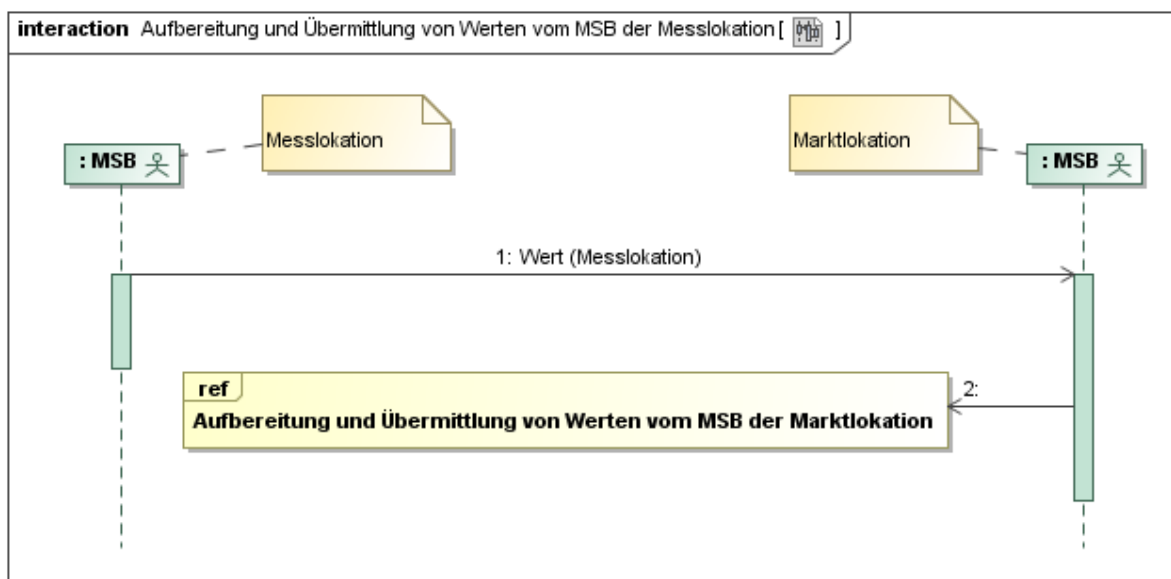 interaction Aufbereitung und Übermittlung von Werten vom MSB der Messlokation[ ]
Messlokation
Marktlokation
: MSB
: MSB
1: Wert (Messlokation)
ref
2:
Aufbereitung und Übermittlung von Werten vom MSB der Marktlokation